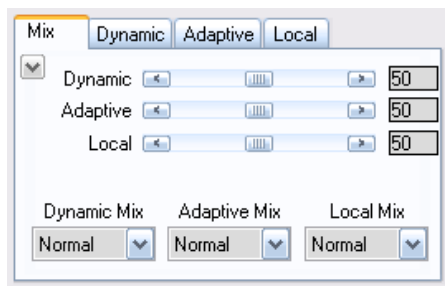 Mix Dynamic Adaptive Local
Dynamic 50
Adaptive 50
Local 50
Dynamic Mix Adaptive Mix Local Mix
Normal Normal Normal